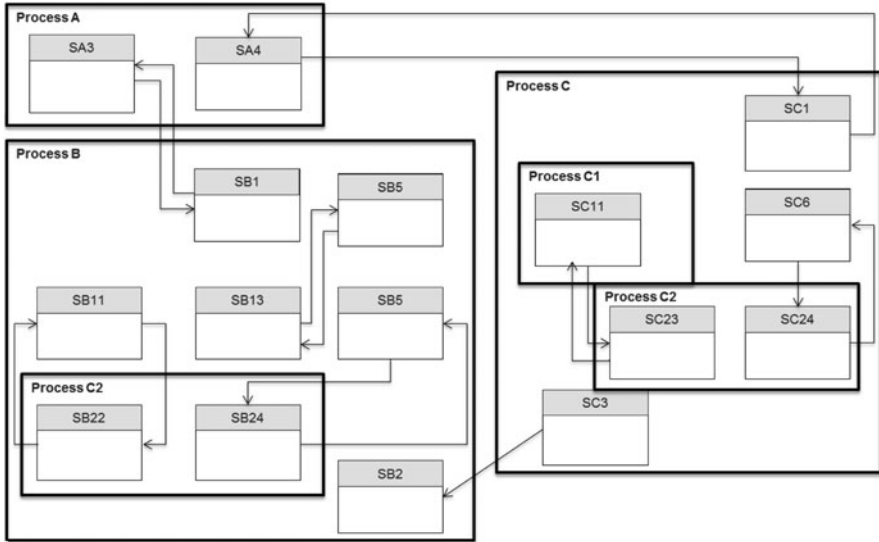 Process A
SA3
SA4
Process C
SC1
Process B
SB1
SB5
Process C1
SC11
SC6
SB11
SB13
SB5
Process C2
SC23
SC24
Process C2
SB22
SB24
SC3
SB2